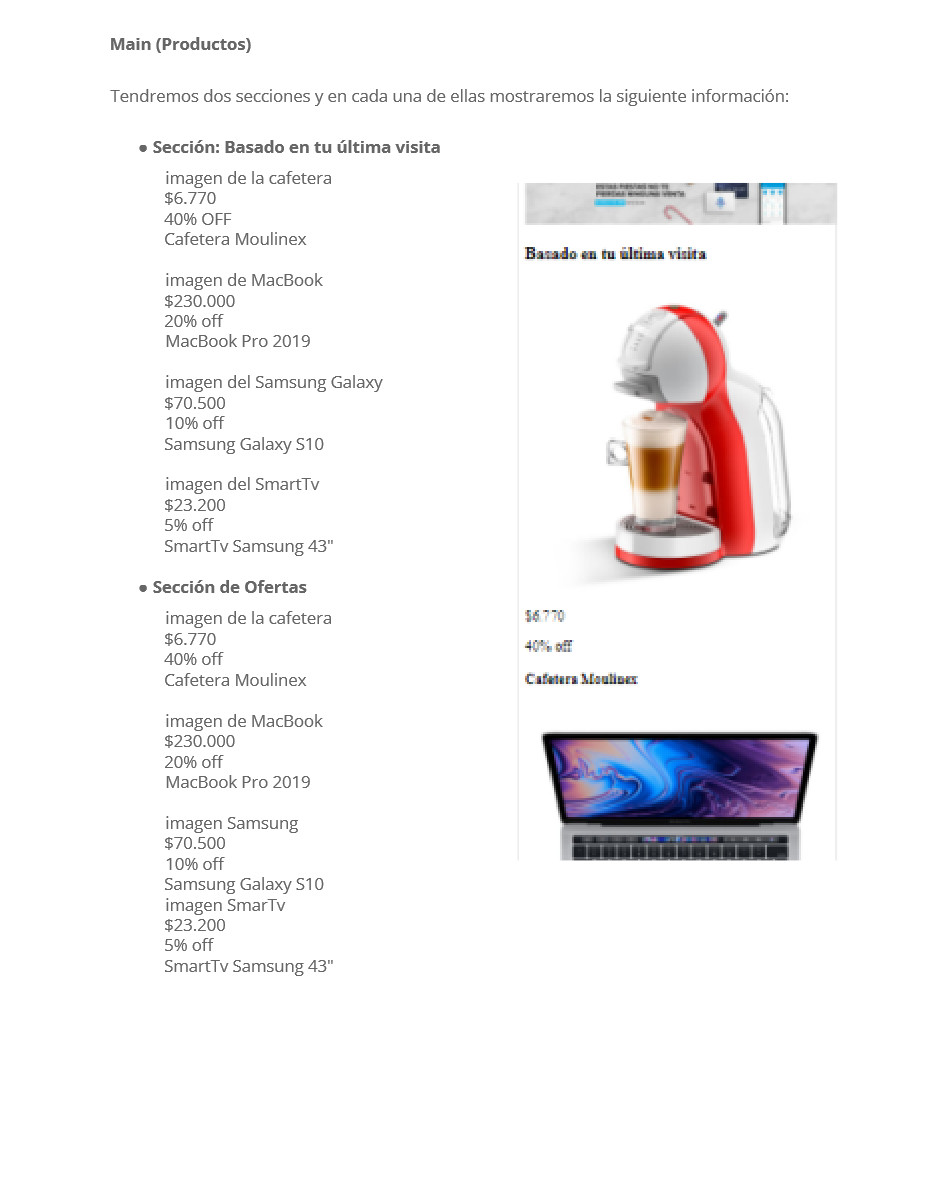 Main (Productos)
Tendremos dos secciones y en cada una de ellas mostraremos la siguiente información:
● Sección: Basado en tu última visita
imagen de la cafetera
$6.770
40% OFF
Cafetera Moulinex
imagen de MacBook
$230.000
20% off
MacBook Pro 2019
imagen del Samsung Galaxy
$70.500
10% off
Samsung Galaxy S10
imagen del SmartTv
$23.200
5% off
SmartTv Samsung 43"
● Sección de Ofertas
imagen de la cafetera
$6.770
40% off
Cafetera Moulinex
imagen de MacBook
$230.000
20% off
MacBook Pro 2019
imagen Samsung
$70.500
10% off
Samsung Galaxy S10
imagen SmarTv
$23.200
5% off
SmartTv Samsung 43"
PIERDAS NINGUNA VENTA
Basado en tu última visita
$6.770
40% off
Cafetera Moulinex